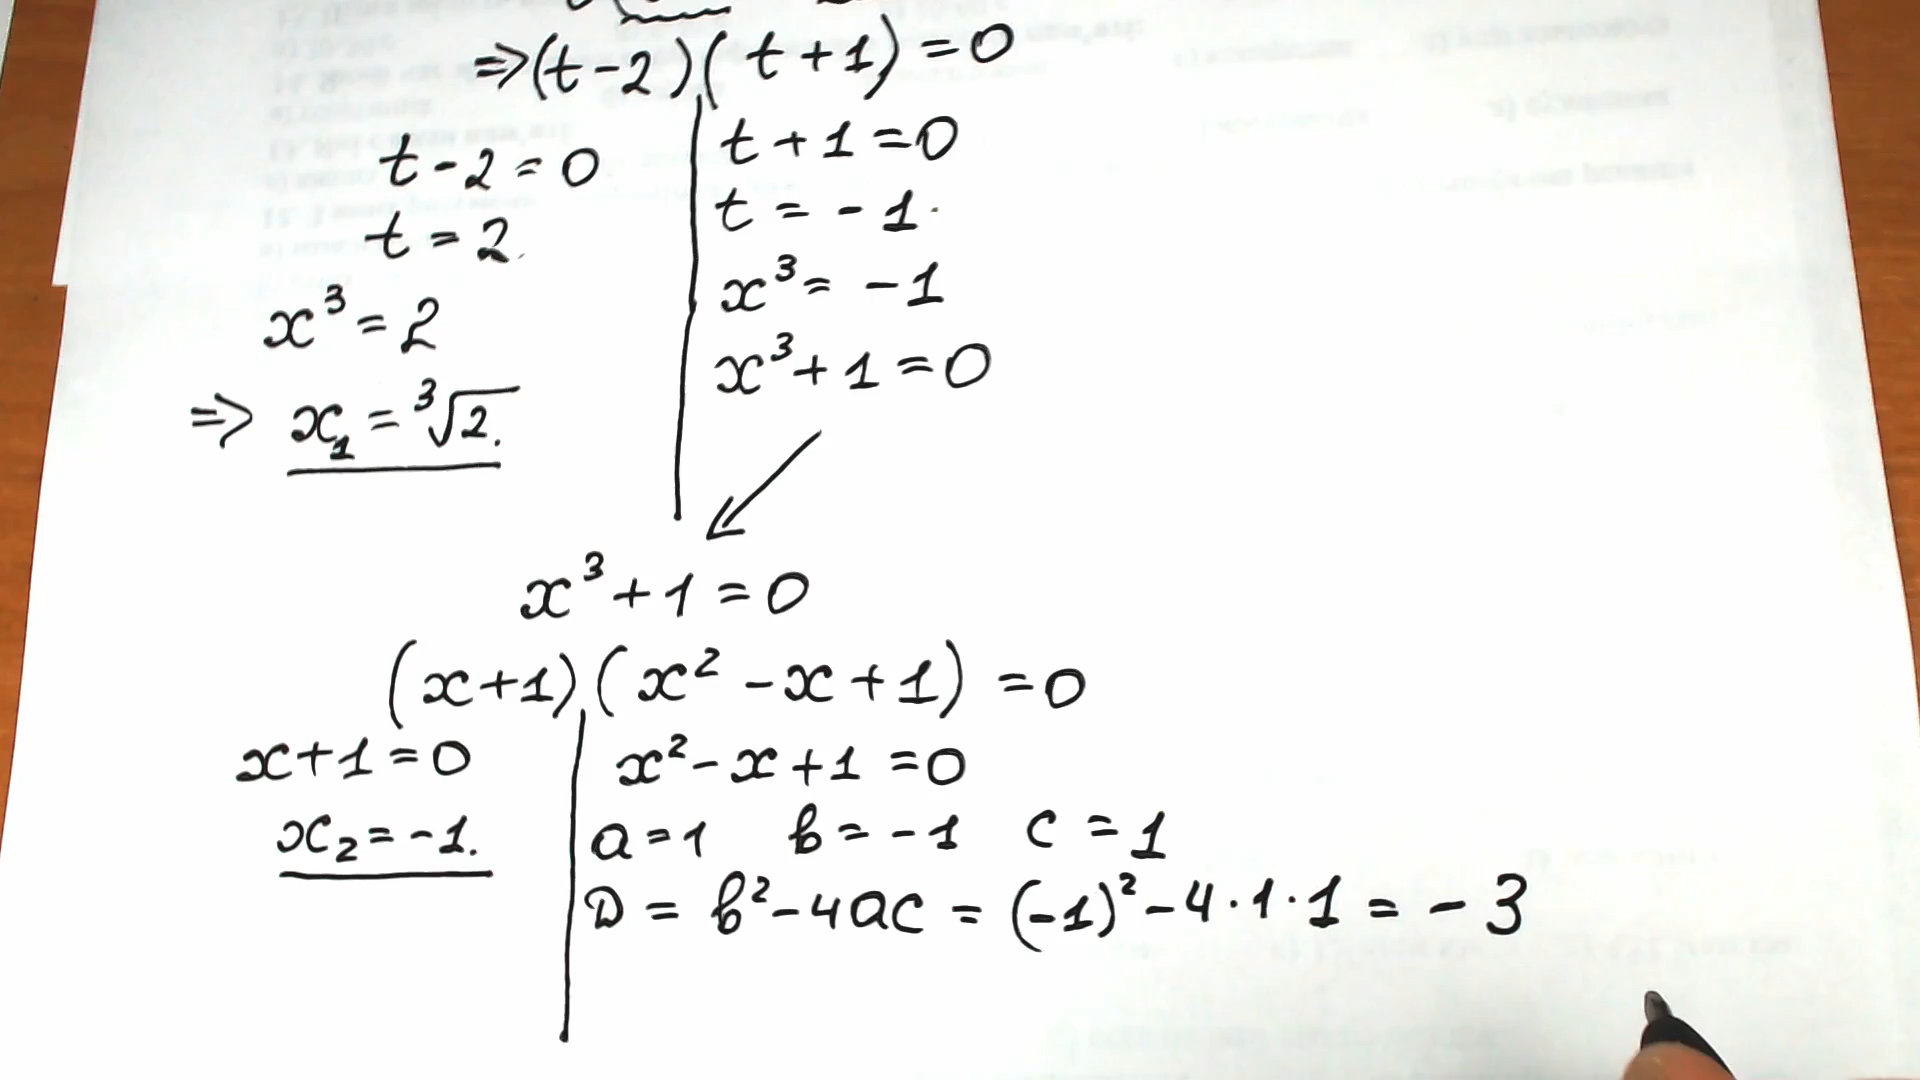 => (t-2)(t+1)=0
t-2=0
t=2.
x³=2
=> x₁=³√2.
t+1=0
t=-1.
x³=-1
x³+1=0
x³+1=0
(x+1)(x²-x+1)=0
x+1=0
x₂=-1.
x²-x+1=0
a=1 b=-1 c=1
D=b²-4ac=(-1)²-4·1·1=-3